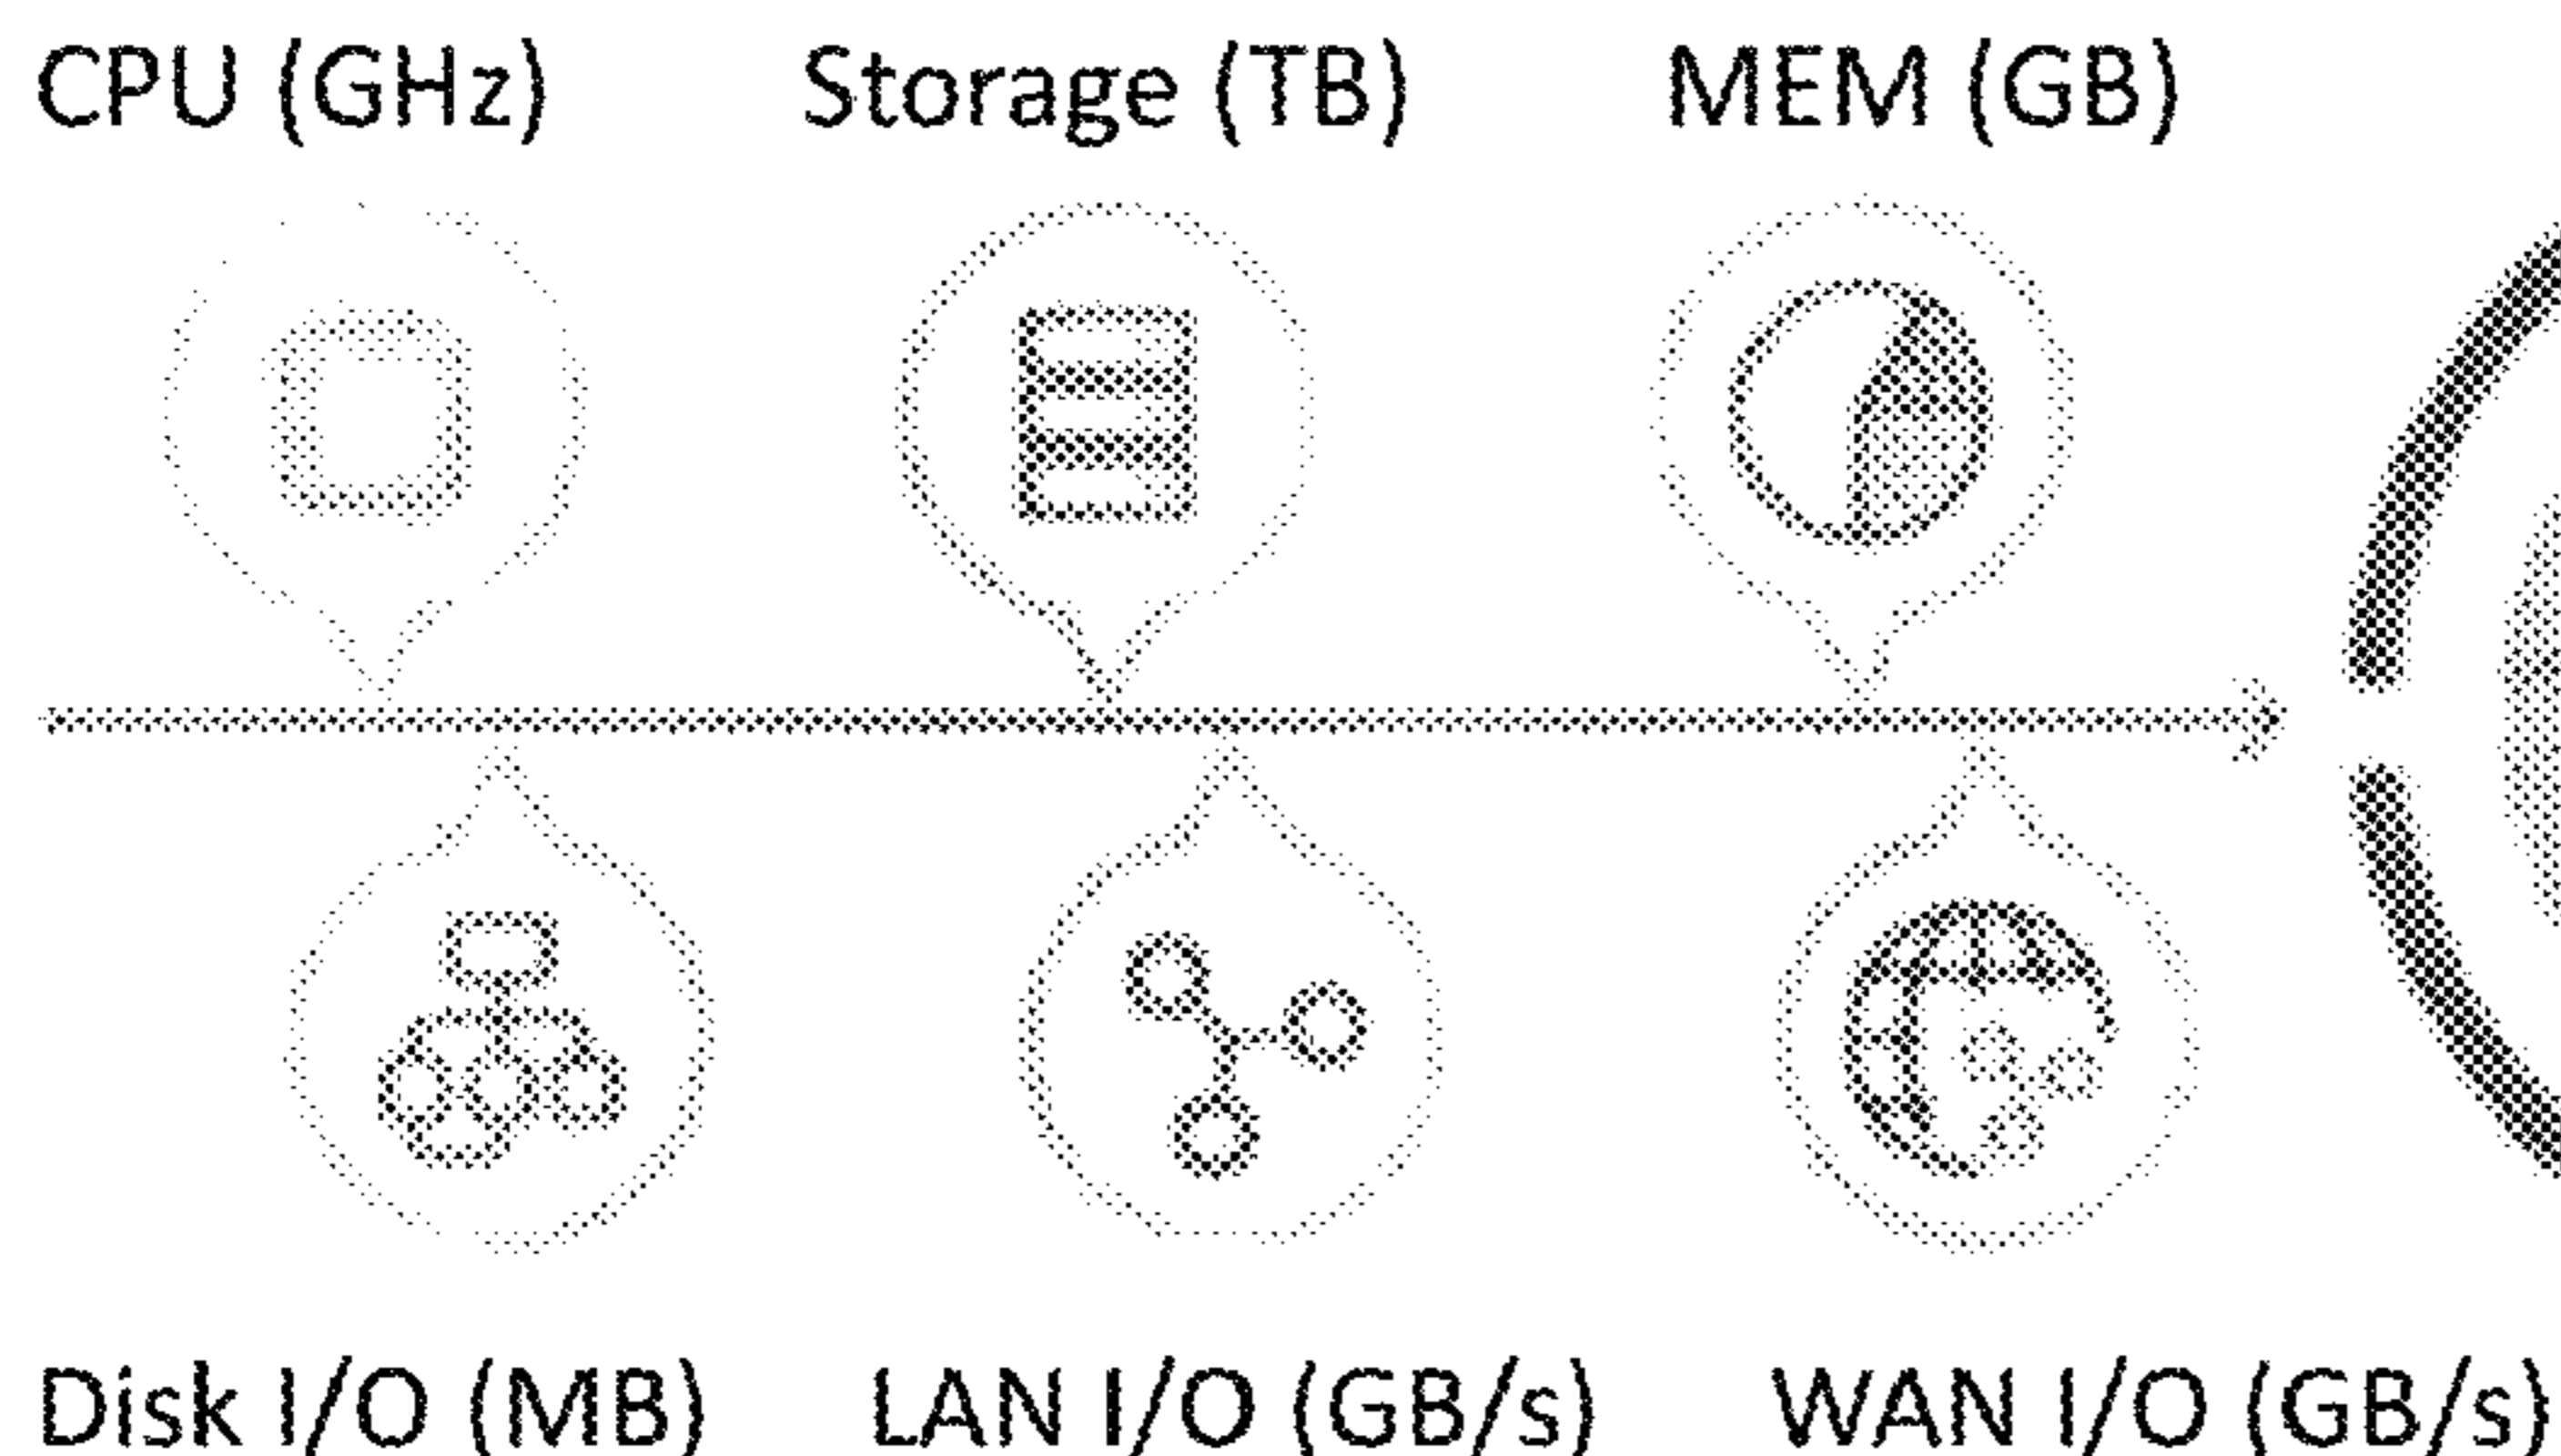 CPU (GHz) Storage (TB) MEM (GB)
Disk I/O (MB) LAN I/O (GB/s) WAN I/O (GB/s)